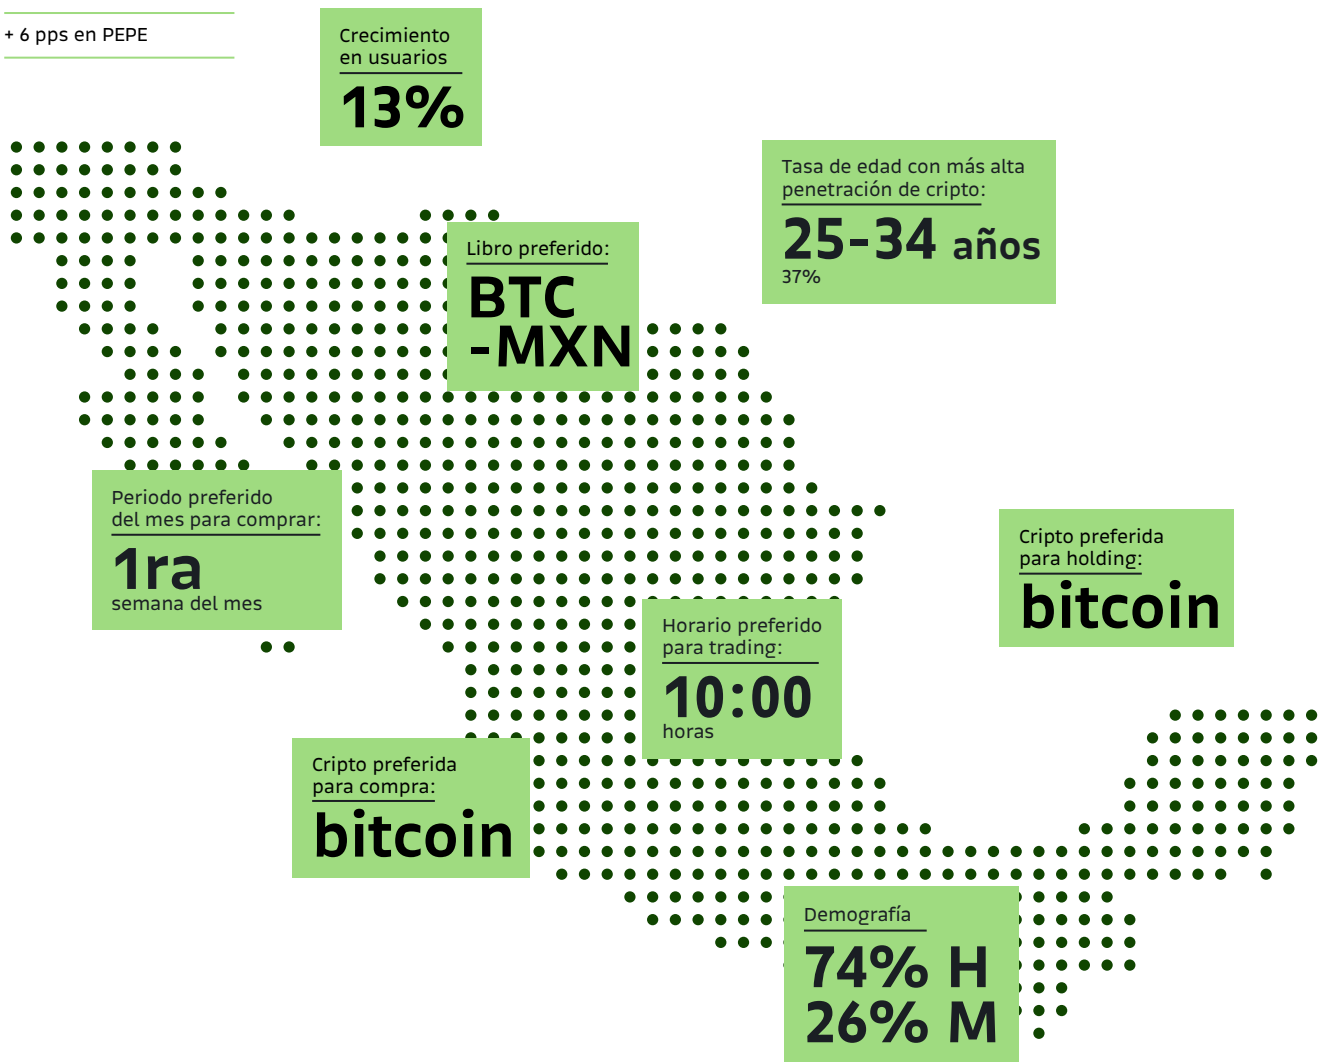 + 6 pps en PEPE
Crecimiento
en usuarios
13%
Tasa de edad con más alta
penetración de cripto:
25-34 años
37%
Libro preferido:
BTC
-MXN
Periodo preferido
del mes para comprar:
1ra
semana del mes
Cripto preferida
para holding:
bitcoin
Horario preferido
para trading:
10:00
horas
Cripto preferida
para compra:
bitcoin
Demografía
74% H
26% M